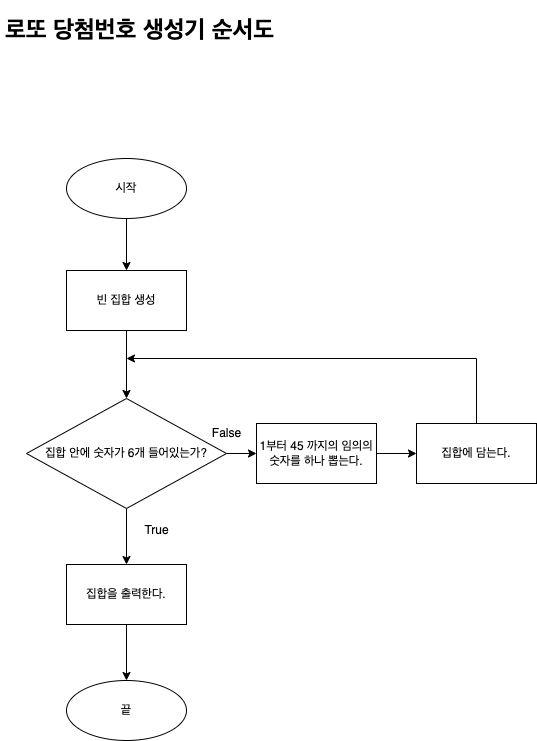 로또 당첨번호 생성기 순서도
시작
빈 집합 생성
집합 안에 숫자가 6개 들어있는가?
False
1부터 45 까지의 임의의
숫자를 하나 뽑는다.
집합에 담는다.
True
집합을 출력한다.
끝